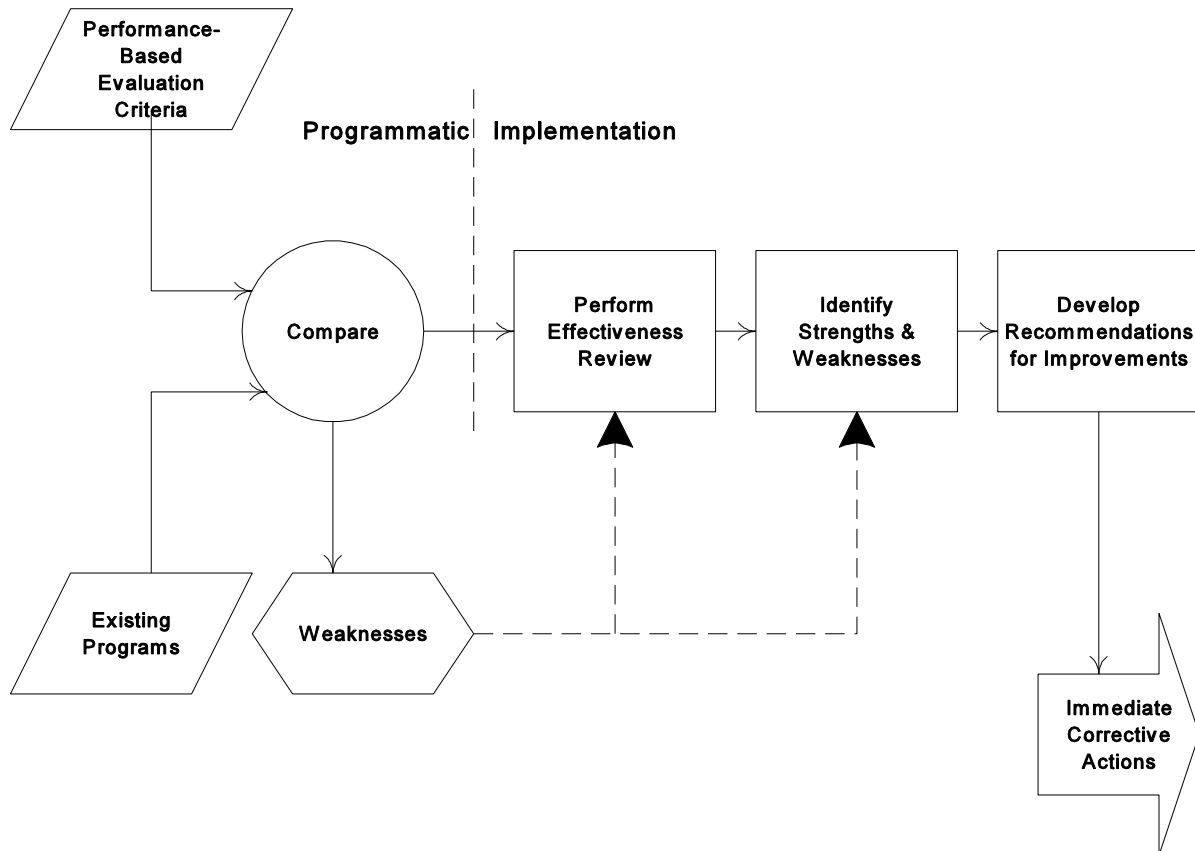 Performance-
Based
Evaluation
Criteria
Programmatic
Implementation
Compare
Perform
Effectiveness
Review
Identify
Strengths &
Weaknesses
Develop
Recommendations
for Improvements
Existing
Programs
Weaknesses
Immediate
Corrective
Actions